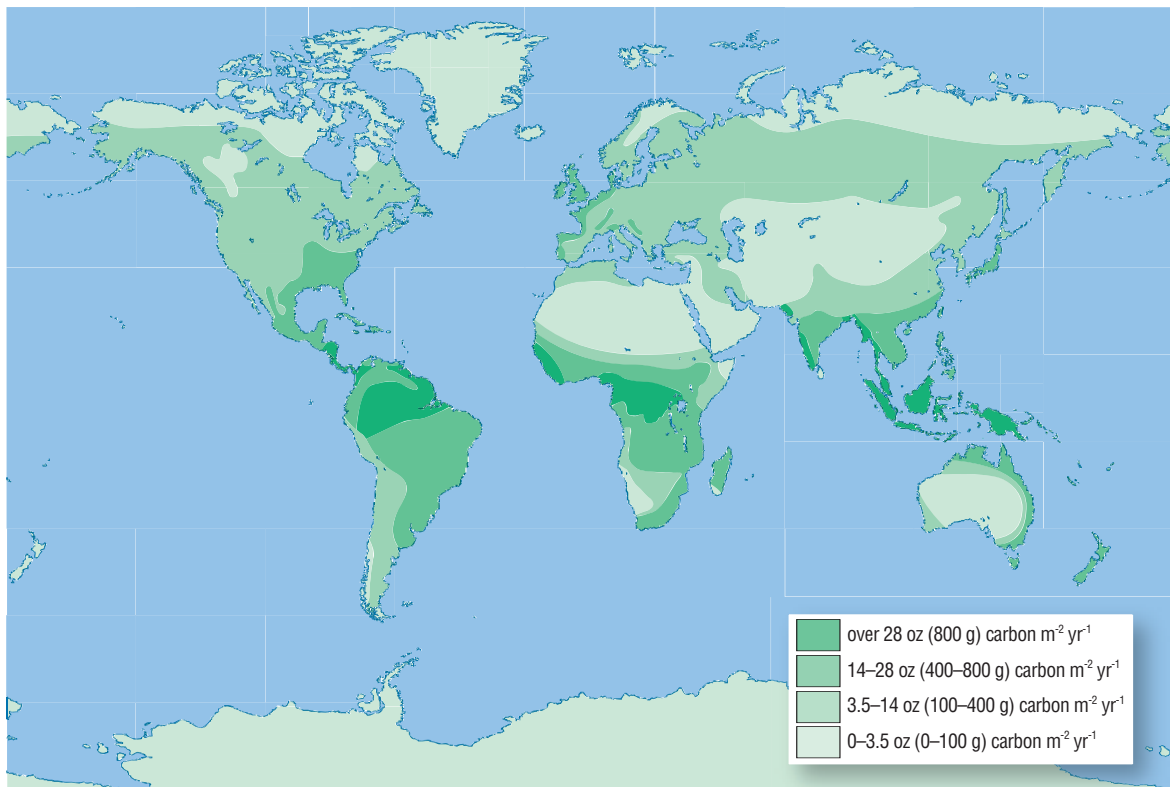 over 28 oz (800 g) carbon m⁻² yr⁻¹
14–28 oz (400–800 g) carbon m⁻² yr⁻¹
3.5–14 oz (100–400 g) carbon m⁻² yr⁻¹
0–3.5 oz (0–100 g) carbon m⁻² yr⁻¹